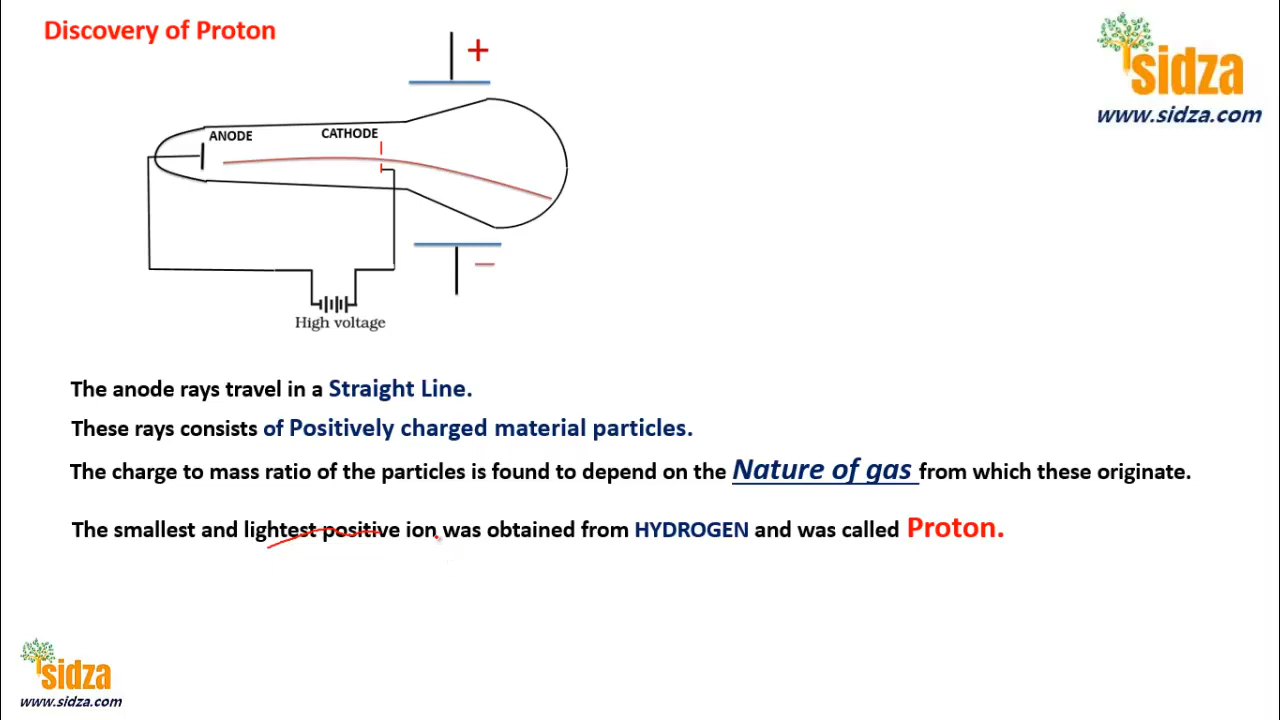 Discovery of Proton
sidza
www.sidza.com
+
ANODE
CATHODE
–
High voltage
The anode rays travel in a Straight Line.
These rays consists of Positively charged material particles.
The charge to mass ratio of the particles is found to depend on the Nature of gas from which these originate.
The smallest and lightest positive ion was obtained from HYDROGEN and was called Proton.
sidza
www.sidza.com